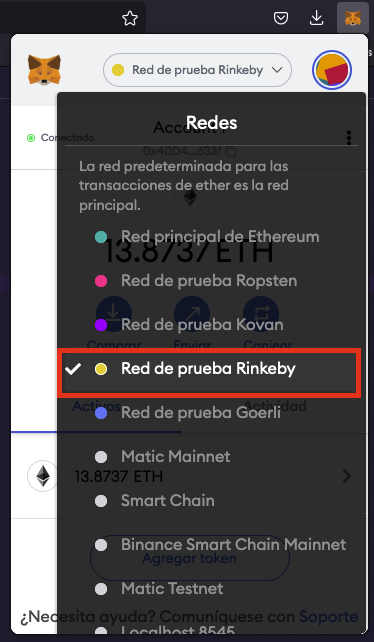 Red de prueba Rinkeby
Redes
Conectado
Account 1
0x40D4...633f
La red predeterminada para las
transacciones de ether es la red
principal.
Red principal de Ethereum
13.8737 ETH
Red de prueba Ropsten
Red de prueba Kovan
Comprar
Enviar
Canjear
Red de prueba Rinkeby
Activos
Actividad
Red de prueba Goerli
Matic Mainnet
13.8737 ETH
Smart Chain
Binance Smart Chain Mainnet
Agregar token
Matic Testnet
¿Necesita ayuda? Comuníquese con Soporte
Localhost 8545